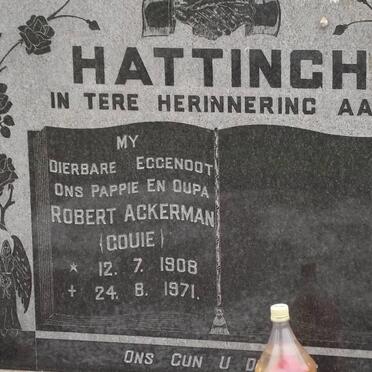 HATTINGH
IN TERE HERINNERING AA
MY
DIERBARE EGGENOOT
ONS PAPPIE EN OUPA
ROBERT ACKERMAN
(GOUIE)
* 12. 7. 1908
+ 24. 8. 1971.
ONS GUN U D